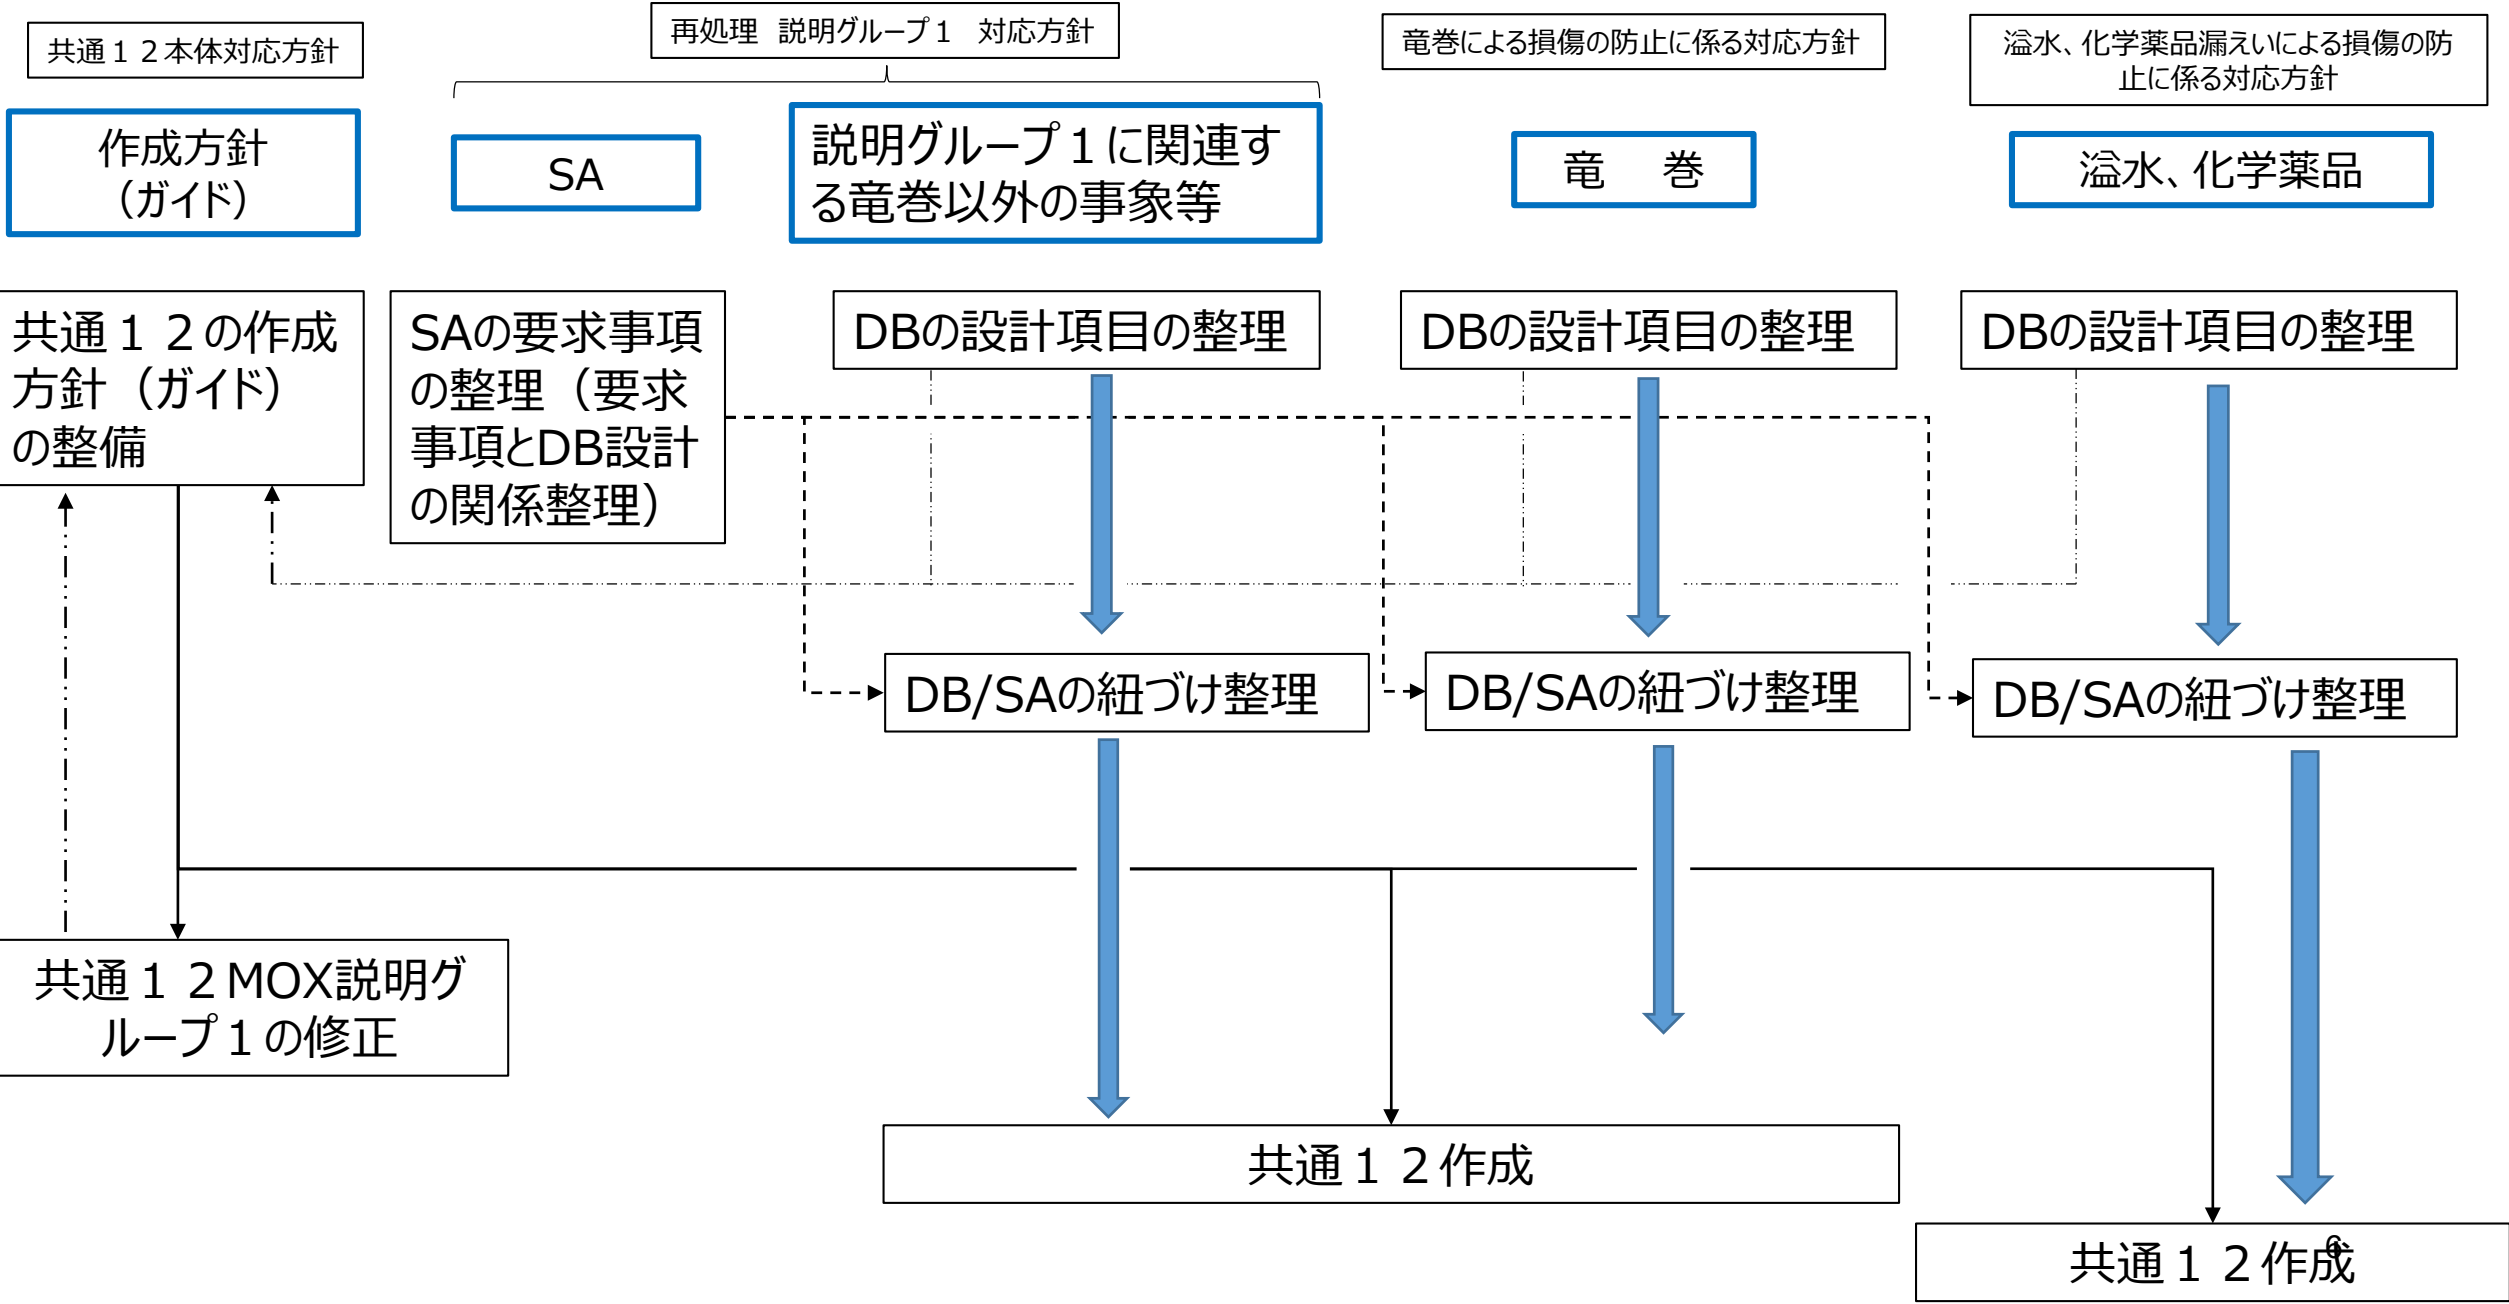 共通１２本体対応方針
再処理　説明グループ１　対応方針
竜巻による損傷の防止に係る対応方針
溢水、化学薬品漏えいによる損傷の防
止に係る対応方針
作成方針
（ガイド）
SA
説明グループ１に関連す
る竜巻以外の事象等
竜　巻
溢水、化学薬品
共通１２の作成
方針（ガイド）
の整備
SAの要求事項
の整理（要求
事項とDB設計
の関係整理）
DBの設計項目の整理
DBの設計項目の整理
DBの設計項目の整理
DB/SAの紐づけ整理
DB/SAの紐づけ整理
DB/SAの紐づけ整理
共通１２MOX説明グ
ループ１の修正
共通１２作成
共通１２作成
6